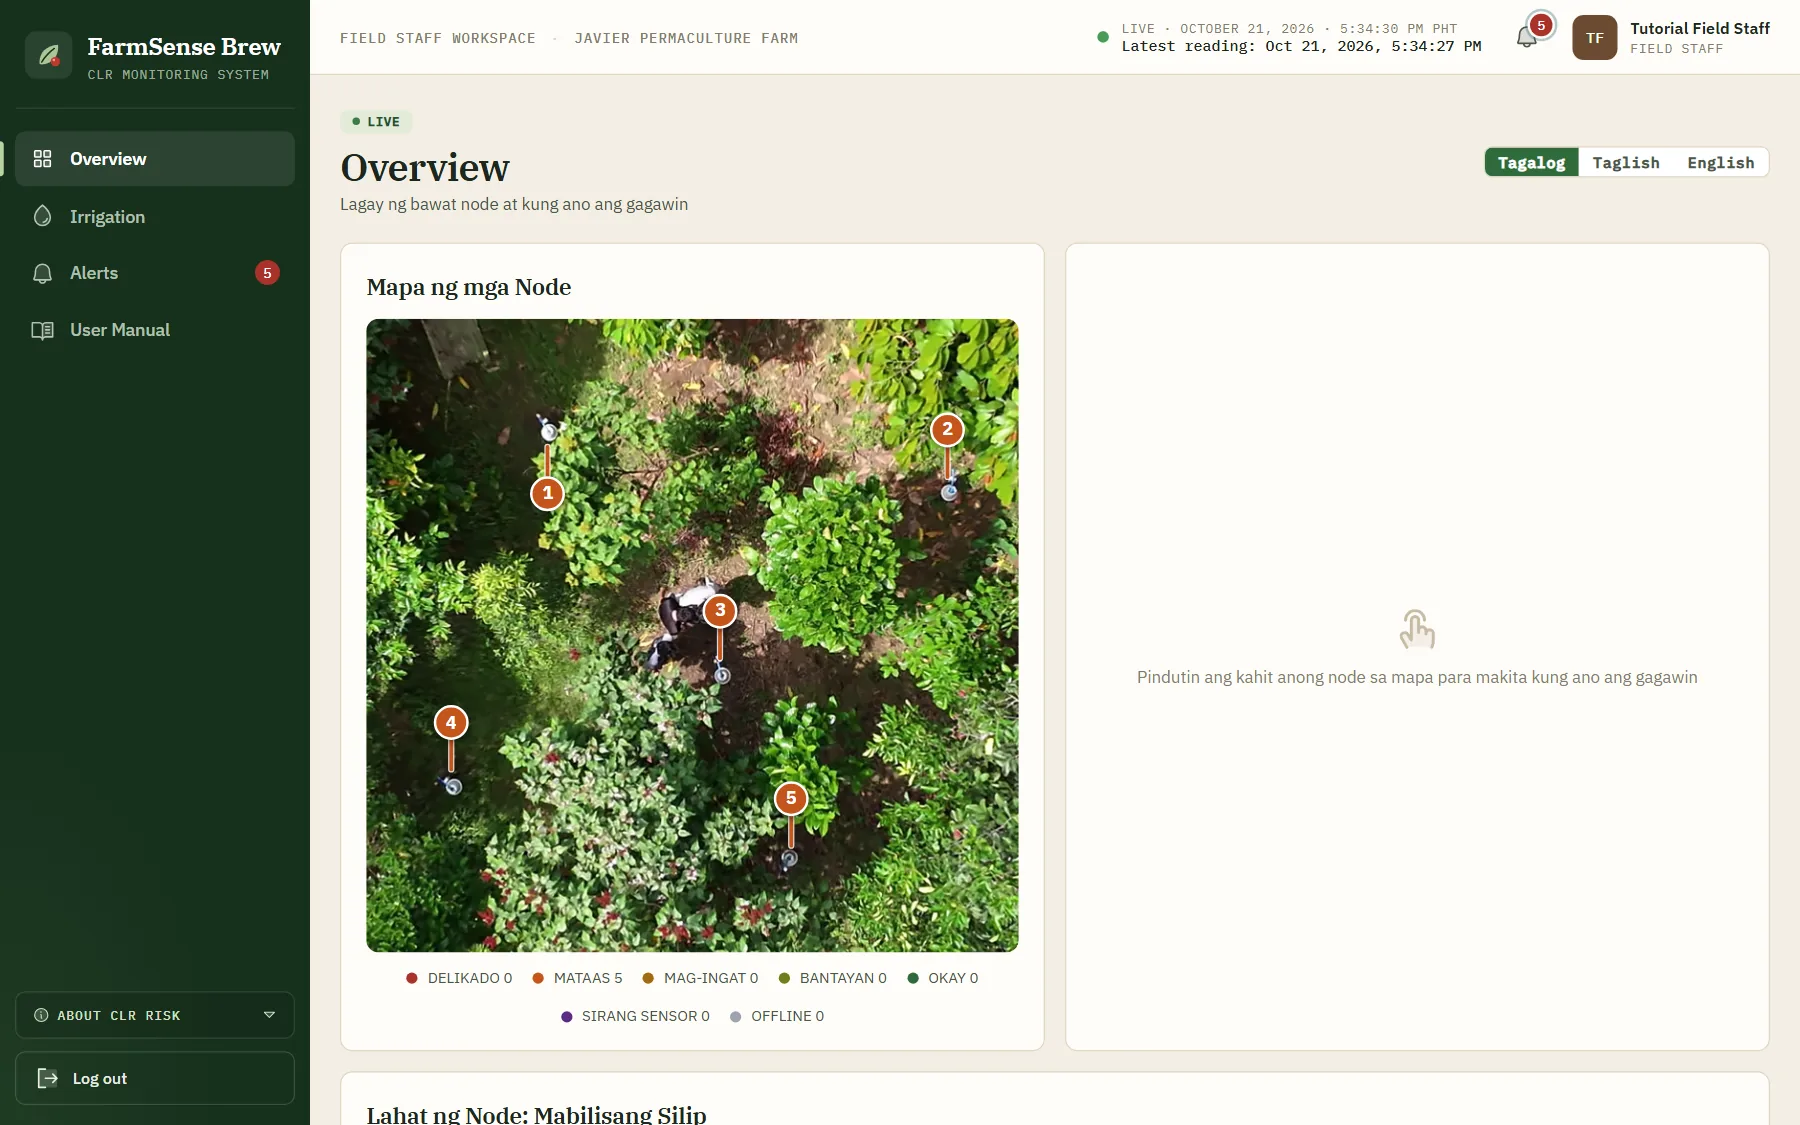 FarmSense Brew
CLR MONITORING SYSTEM
Overview
Irrigation
Alerts
5
User Manual
ABOUT CLR RISK
Log out
FIELD STAFF WORKSPACE · JAVIER PERMACULTURE FARM
LIVE · OCTOBER 21, 2026 · 5:34:30 PM PHT
Latest reading: Oct 21, 2026, 5:34:27 PM
5
TF
Tutorial Field Staff
FIELD STAFF
LIVE
Overview
Lagay ng bawat node at kung ano ang gagawin
Tagalog Taglish English
Mapa ng mga Node
1
2
3
4
5
DELIKADO 0 MATAAS 5 MAG-INGAT 0 BANTAYAN 0 OKAY 0
SIRANG SENSOR 0 OFFLINE 0
Pindutin ang kahit anong node sa mapa para makita kung ano ang gagawin
Lahat ng Node: Mabilisang Silip